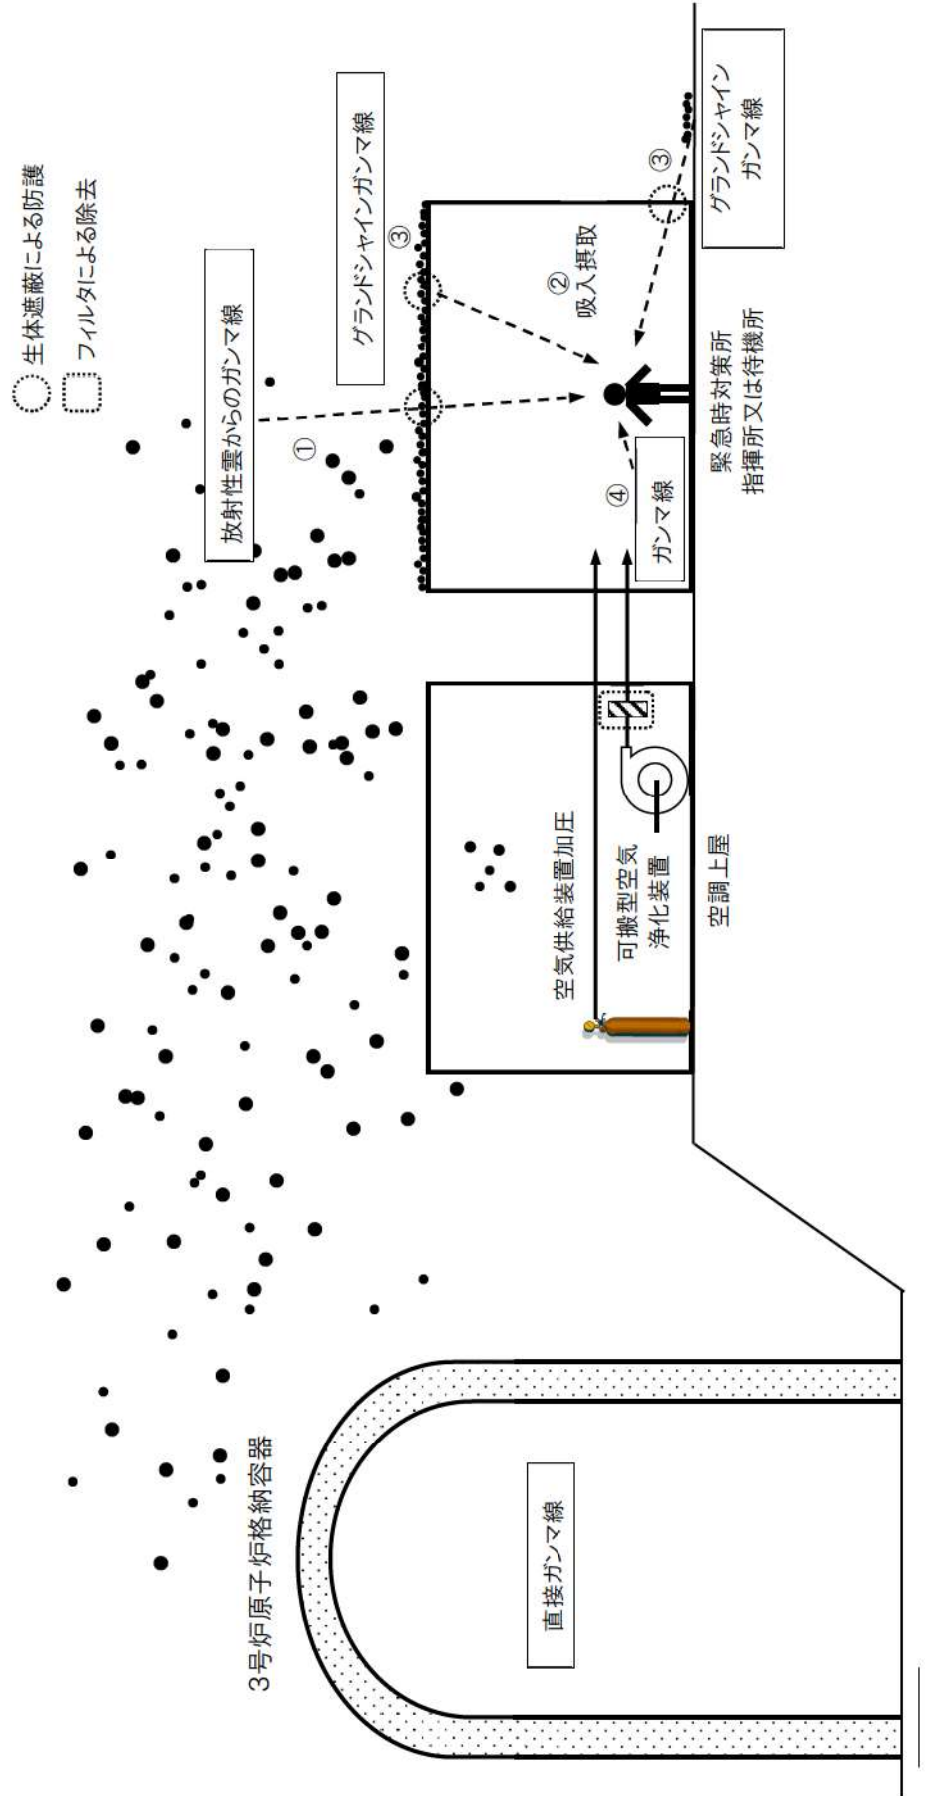 生体遮蔽による防護
フィルタによる除去
放射性雲からのガンマ線
①
グランドシャインガンマ線
③
3号炉原子炉格納容器
直接ガンマ線
空気供給装置加圧
可搬型空気
浄化装置
空調上屋
②
吸入摂取
④
ガンマ線
③
グランドシャイン
ガンマ線
緊急時対策所
指揮所又は待機所